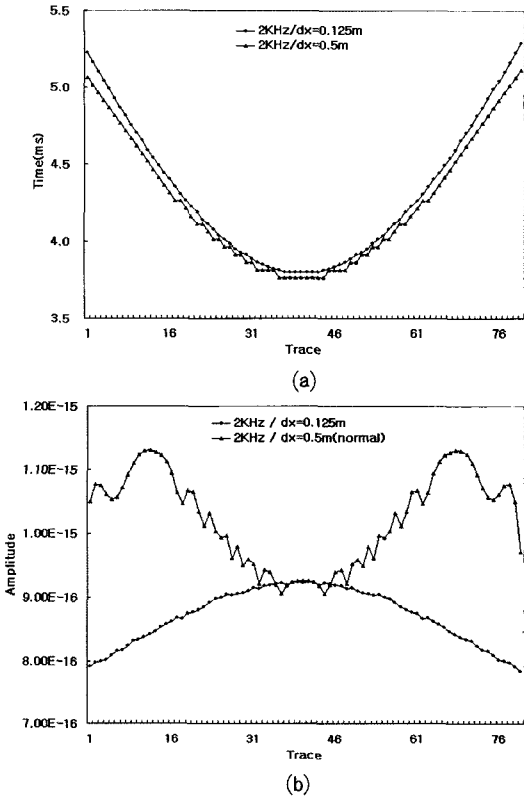 5.5
2KHz/dx=0.125m
2KHz/dx=0.5m
5.0
Time(ms)
4.5
4.0
3.5
1 16 31 46 61 76
Trace
(a)
1.20E-15
2KHz / dx=0.125m
2KHz / dx=0.5m(normal)
1.10E-15
1.00E-15
Amplitude
9.00E-16
8.00E-16
7.00E-16
1 16 31 46 61 76
Trace
(b)